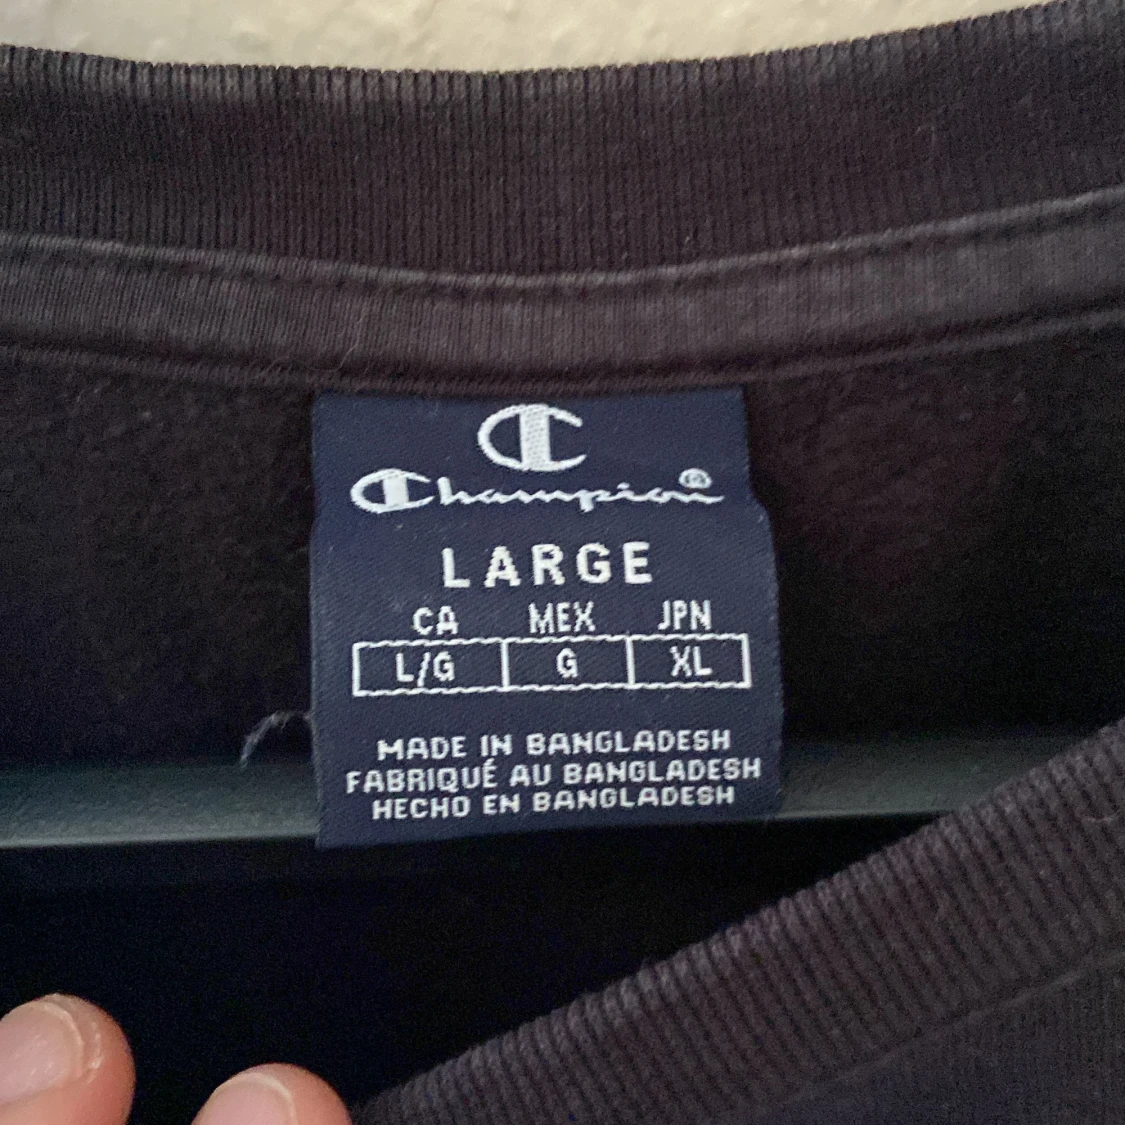 C
Champion®
LARGE
CA MEX JPN
L/G G XL
MADE IN BANGLADESH
FABRIQUÉ AU BANGLADESH
HECHO EN BANGLADESH